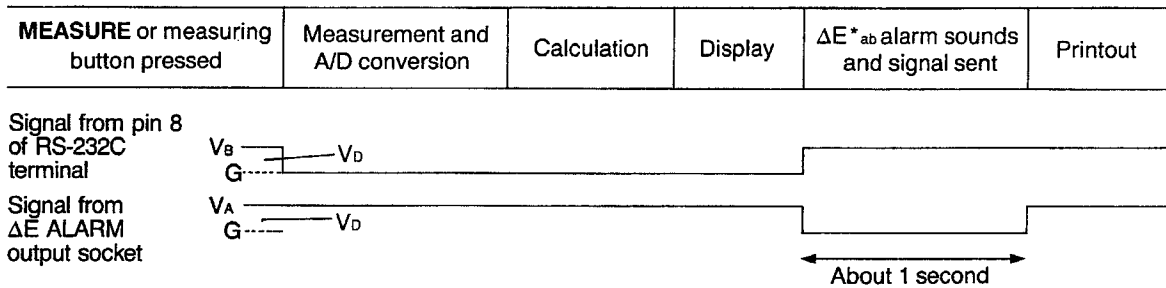 MEASURE or measuring
button pressed
Measurement and
A/D conversion
Calculation
Display
ΔE*ab alarm sounds
and signal sent
Printout
Signal from pin 8
of RS-232C
terminal
VB
VD
G
Signal from
ΔE ALARM
output socket
VA
VD
G
About 1 second